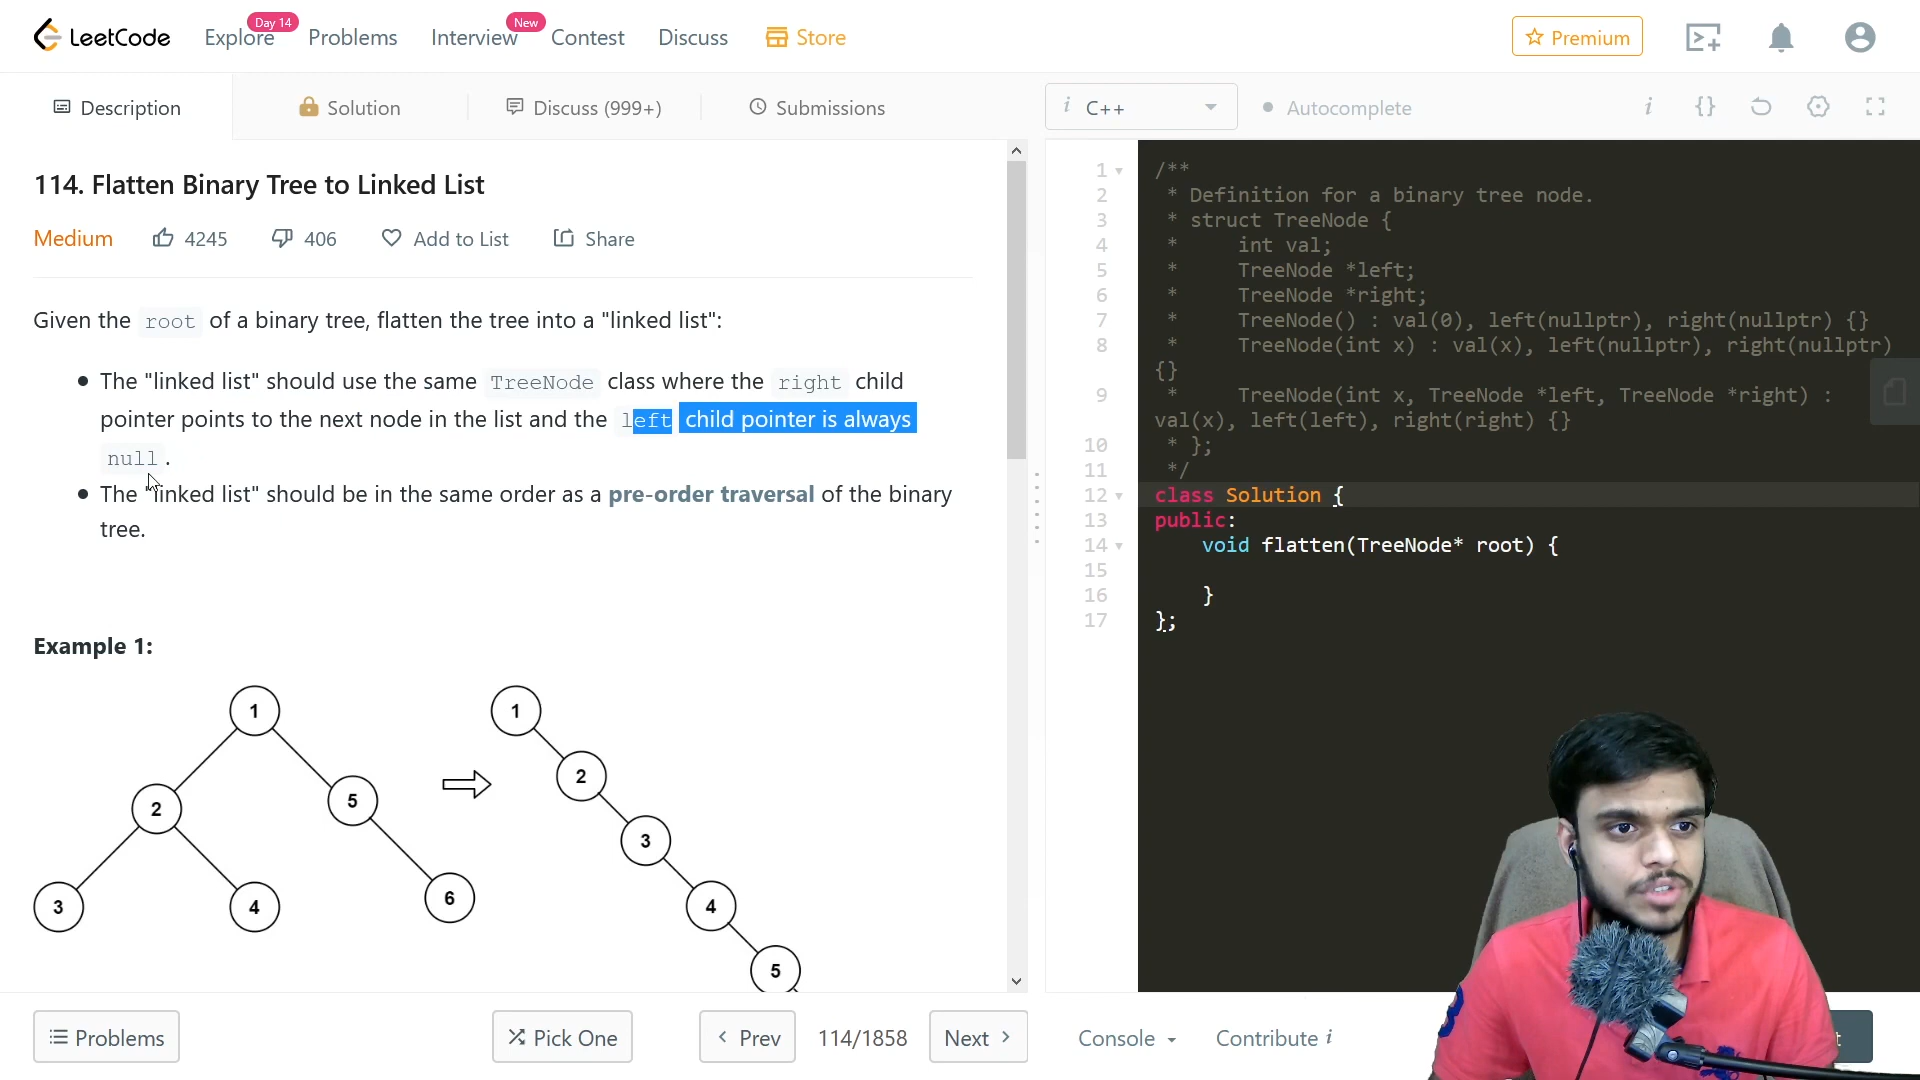 LeetCode
Explore
Day 14
Problems
Interview
New
Contest
Discuss
Store
Premium
Description
Solution
Discuss (999+)
Submissions
i C++
Autocomplete
i {}
114. Flatten Binary Tree to Linked List
Medium
4245
406
Add to List
Share
Given the root of a binary tree, flatten the tree into a "linked list":
• The "linked list" should use the same TreeNode class where the right child
pointer points to the next node in the list and the left child pointer is always
null.
• The "linked list" should be in the same order as a pre-order traversal of the binary
tree.
Example 1:
1
2
5
3
4
6
1
2
3
4
5
1 /**
2 * Definition for a binary tree node.
3 * struct TreeNode {
4 * int val;
5 * TreeNode *left;
6 * TreeNode *right;
7 * TreeNode() : val(0), left(nullptr), right(nullptr) {}
8 * TreeNode(int x) : val(x), left(nullptr), right(nullptr)
{}
9 * TreeNode(int x, TreeNode *left, TreeNode *right) :
val(x), left(left), right(right) {}
10 * };
11 */
12 class Solution {
13 public:
14 void flatten(TreeNode* root) {
15
16 }
17 };
Problems
Pick One
< Prev
114/1858
Next >
Console
Contribute i
t